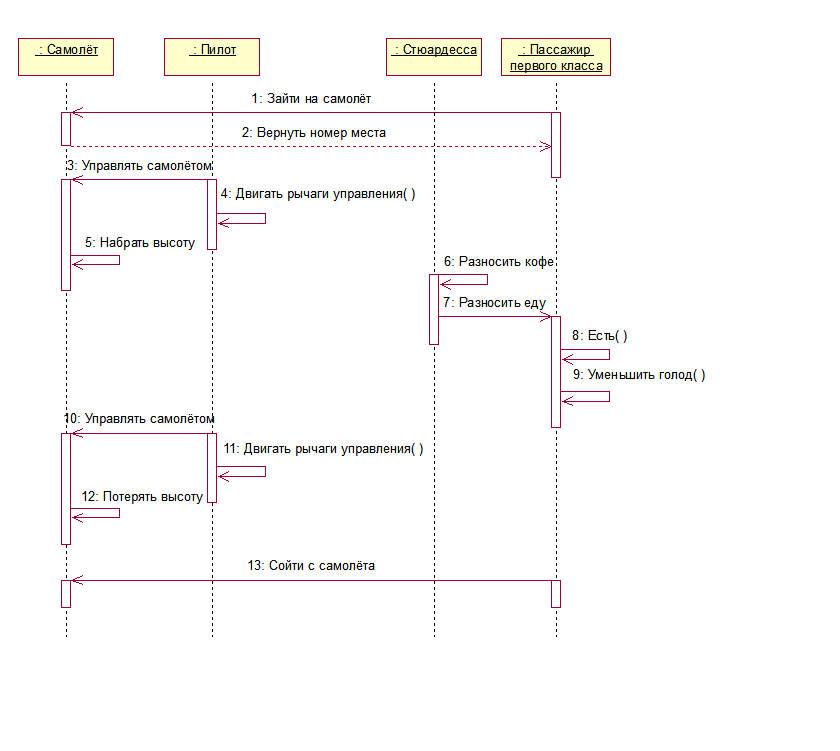 : Самолёт
: Пилот
: Стюардесса
: Пассажир
первого класса
1: Зайти на самолёт
2: Вернуть номер места
3: Управлять самолётом
4: Двигать рычаги управления( )
5: Набрать высоту
6: Разносить кофе
7: Разносить еду
8: Есть( )
9: Уменьшить голод( )
10: Управлять самолётом
11: Двигать рычаги управления( )
12: Потерять высоту
13: Сойти с самолёта